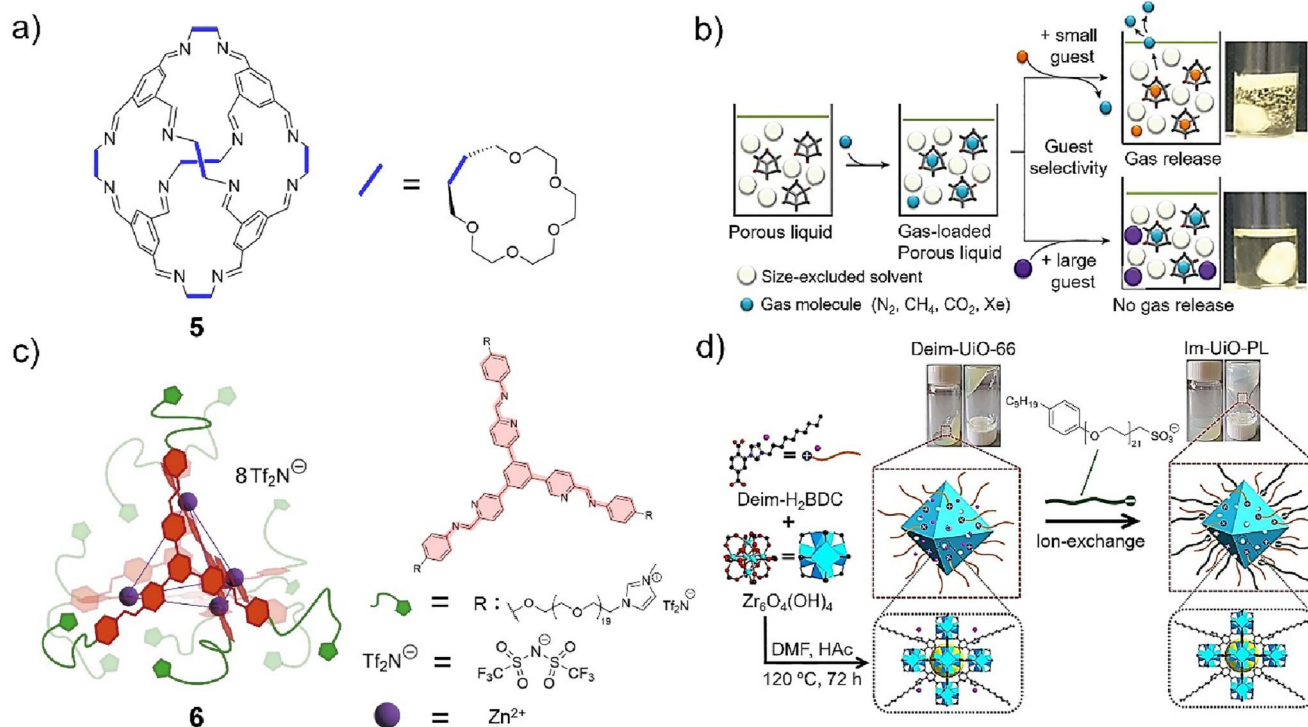 a)
N
N
N
N
N
N
N
N
N
N
N
N
5
=
O
O
O
O
O
b)
+ small
guest
Guest
selectivity
+ large
guest
Gas release
No gas release
Porous liquid
Gas-loaded
Porous liquid
Size-excluded solvent
Gas molecule (N2, CH4, CO2, Xe)
c)
8 Tf2N⊖
6
R
N
N
N
N
N
N
R
R
= R : O O 19 N N ⊕ Tf2N⊖
Tf2N⊖ = F3C S O O N ⊖ S O O CF3
= Zn2+
d)
Deim-UiO-66
Im-UiO-PL
C9H19
O
21
SO3⊖
=
Deim-H2BDC
+
=
Zr6O4(OH)4
DMF, HAc
120 ºC, 72 h
Ion-exchange